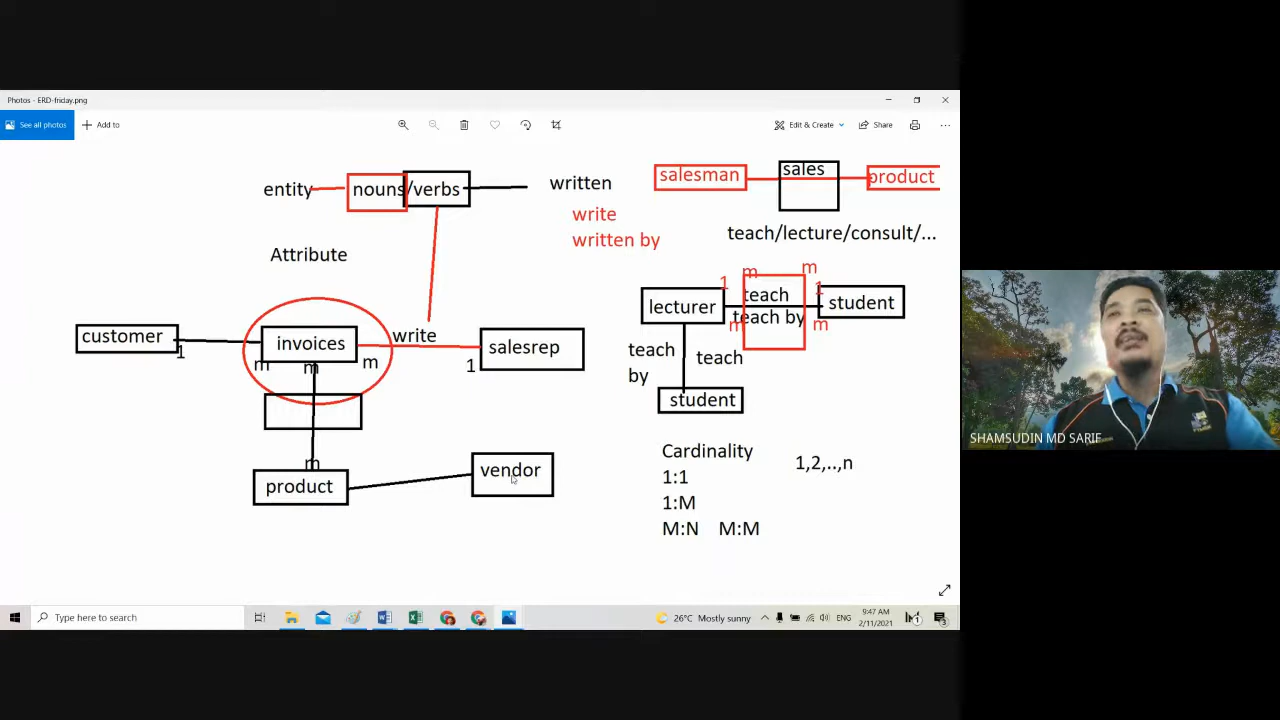 Photos - ERD-friday.png
See all photos
Add to
Edit & Create
Share
entity
nouns/verbs
written
write
written by
Attribute
salesman
sales
product
teach/lecture/consult/...
customer
1
invoices
m
m
m
write
1
salesrep
m
product
vendor
lecturer
1
m
m
1
teach
teach by
m
m
student
teach
by
teach
student
Cardinality
1,2,..,n
1:1
1:M
M:N M:M
SHAMSUDIN MD SARIF
Type here to search
26°C Mostly sunny
ENG
9:47 AM
2/11/2021
1
3